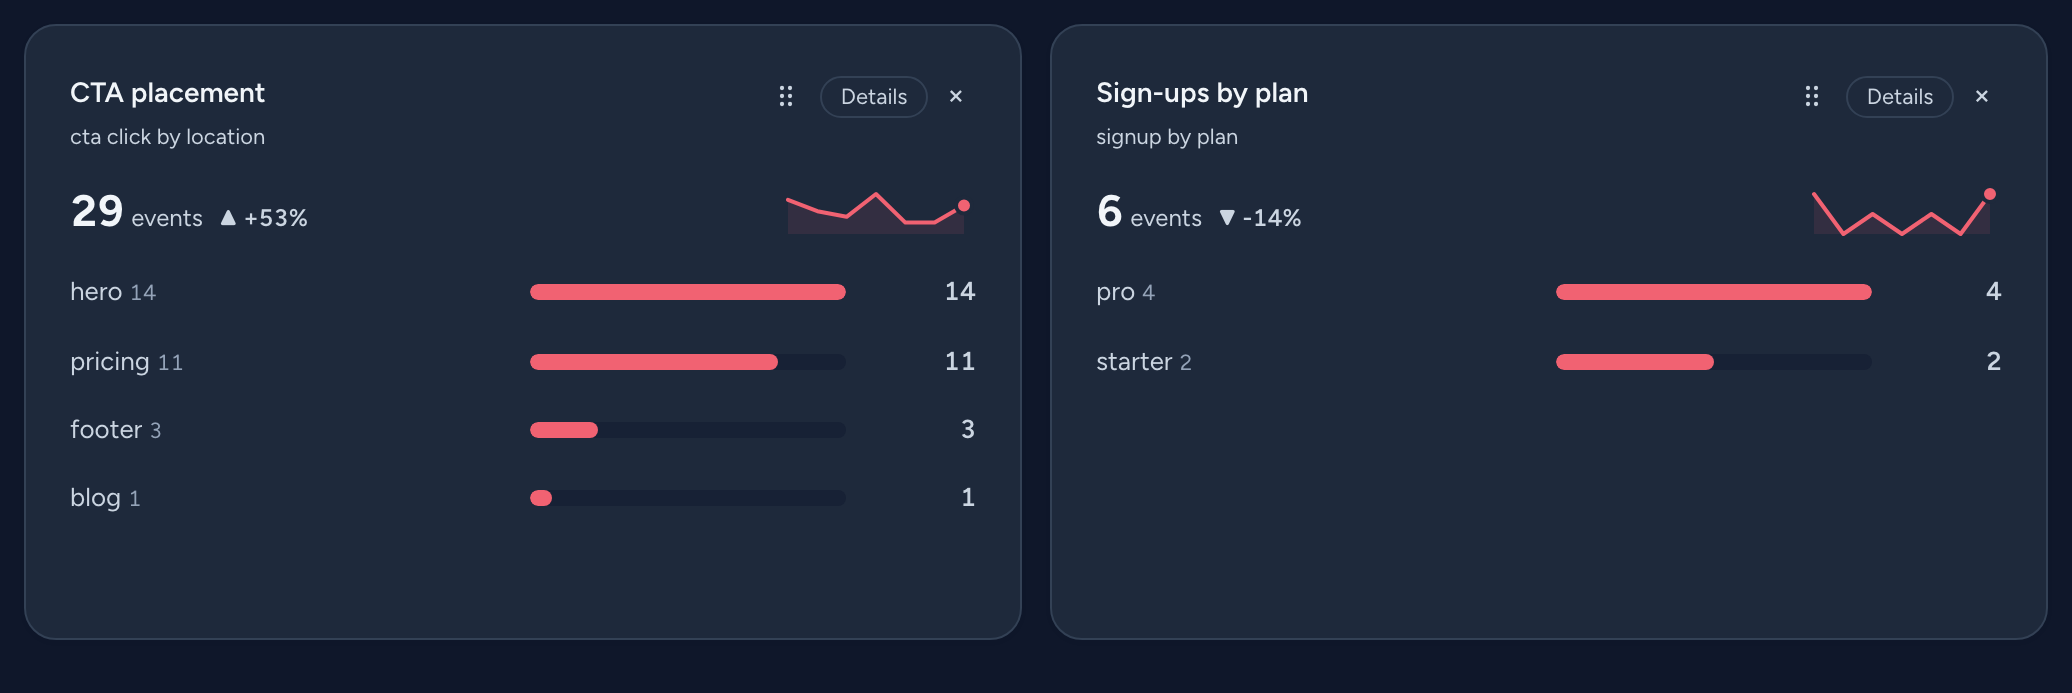 CTA placement
Details ×
cta click by location
29 events ▲ +53%
hero 14 14
pricing 11 11
footer 3 3
blog 1 1
Sign-ups by plan
Details ×
signup by plan
6 events ▼ -14%
pro 4 4
starter 2 2